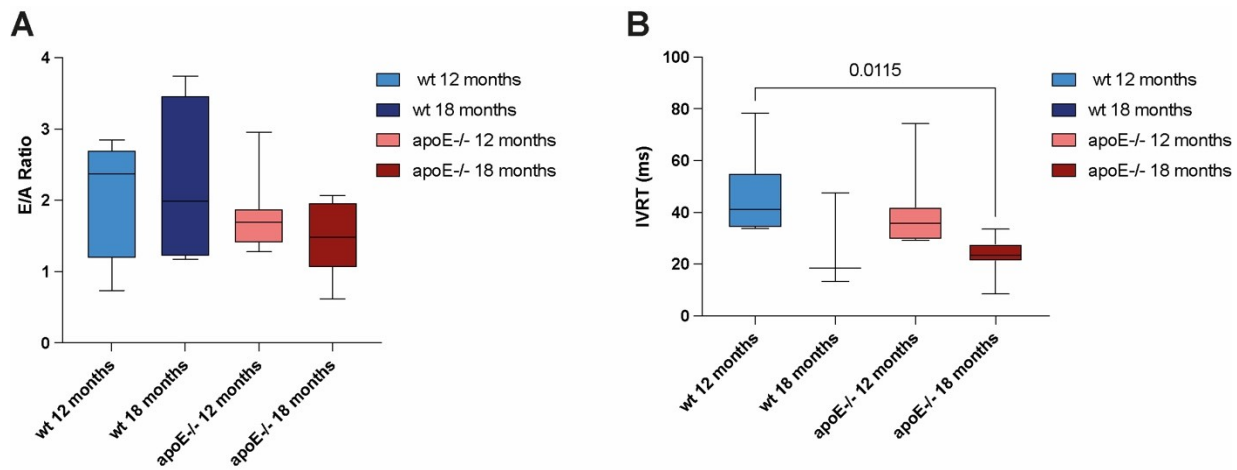 A
B
E/A Ratio
4
3
2
1
0
wt 12 months
wt 18 months
apoE-/- 12 months
apoE-/- 18 months
wt 12 months
wt 18 months
apoE-/- 12 months
apoE-/- 18 months
IVRT (ms)
100
80
60
40
20
0
0.0115
wt 12 months
wt 18 months
apoE-/- 12 months
apoE-/- 18 months
wt 12 months
wt 18 months
apoE-/- 12 months
apoE-/- 18 months